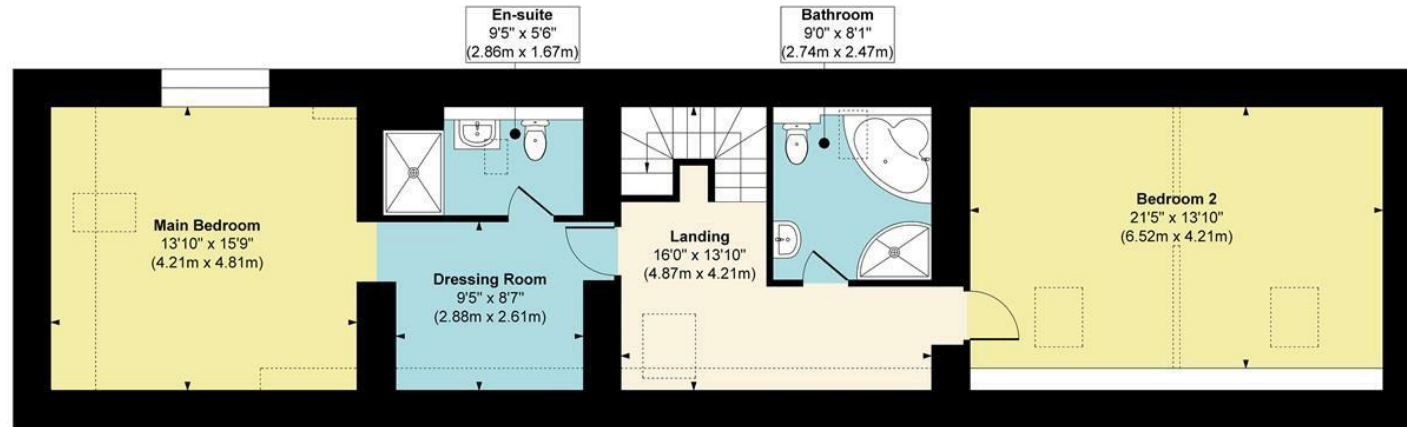 En-suite
9'5" x 5'6"
(2.86m x 1.67m)
Bathroom
9'0" x 8'1"
(2.74m x 2.47m)
Main Bedroom
13'10" x 15'9"
(4.21m x 4.81m)
Dressing Room
9'5" x 8'7"
(2.88m x 2.61m)
Landing
16'0" x 13'10"
(4.87m x 4.21m)
Bedroom 2
21'5" x 13'10"
(6.52m x 4.21m)